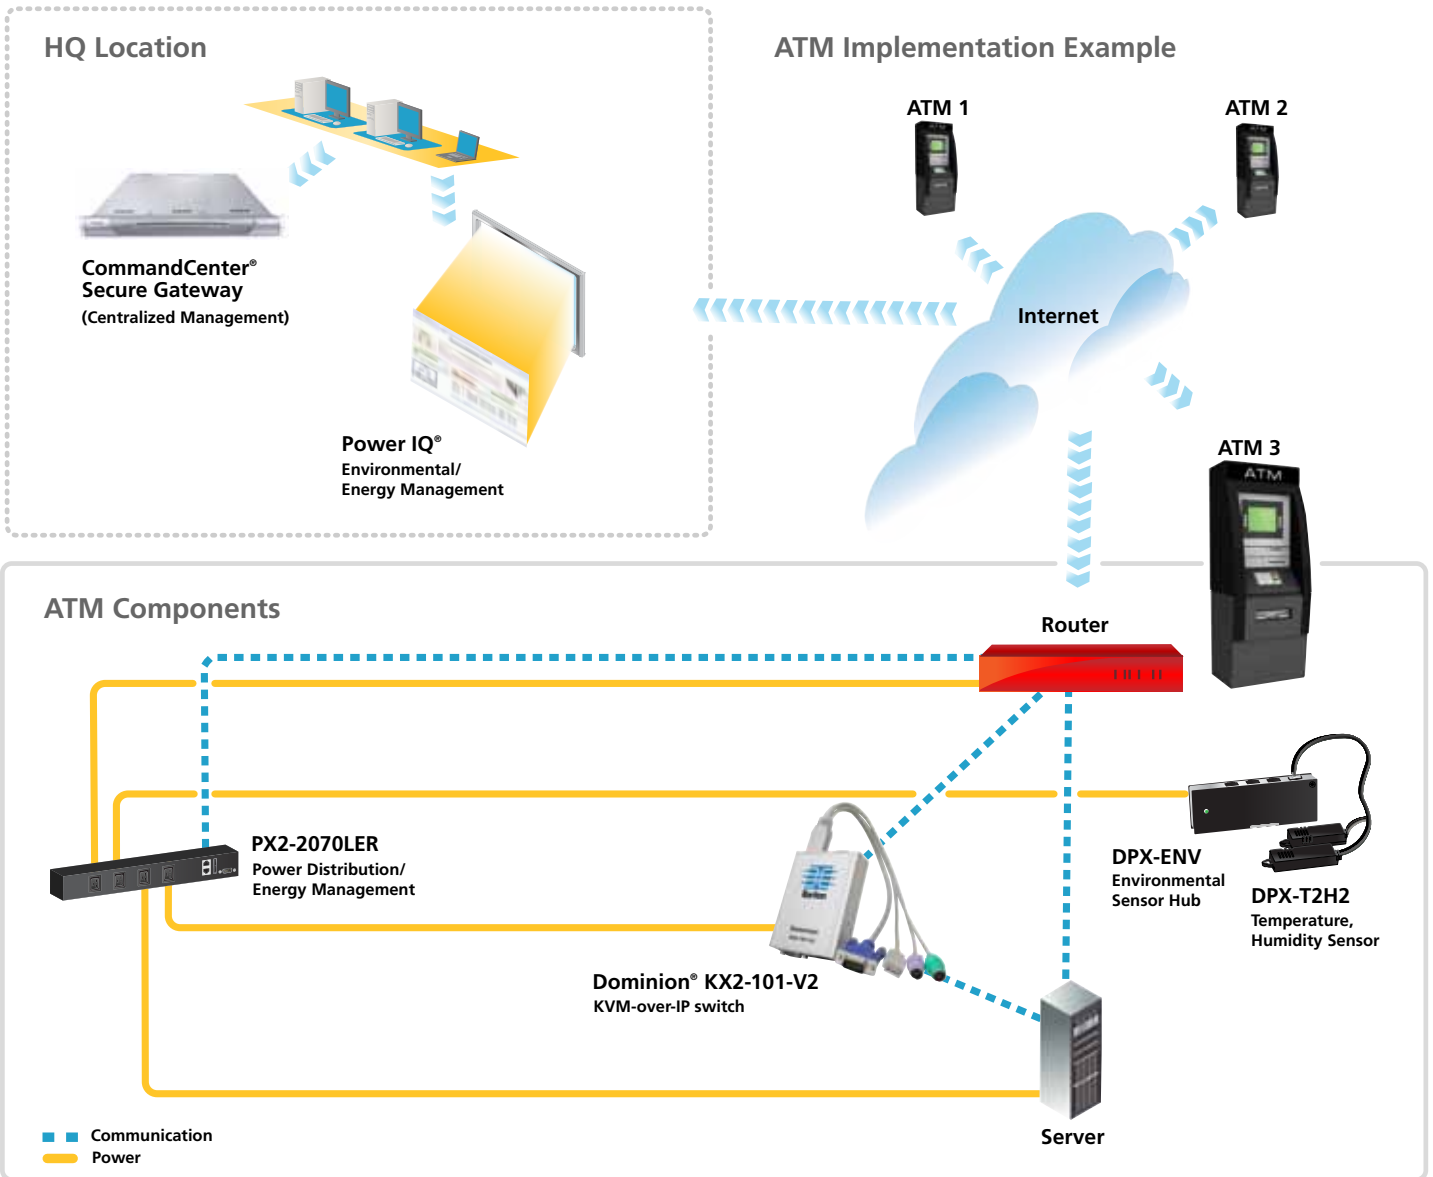 HQ Location
ATM Implementation Example
ATM 1
ATM 2
CommandCenter®
Secure Gateway
(Centralized Management)
Internet
Power IQ®
Environmental/
Energy Management
ATM 3
ATM
ATM Components
Router
PX2-2070LER
Power Distribution/
Energy Management
DPX-ENV
Environmental
Sensor Hub
DPX-T2H2
Temperature,
Humidity Sensor
Dominion® KX2-101-V2
KVM-over-IP switch
Server
Communication
Power